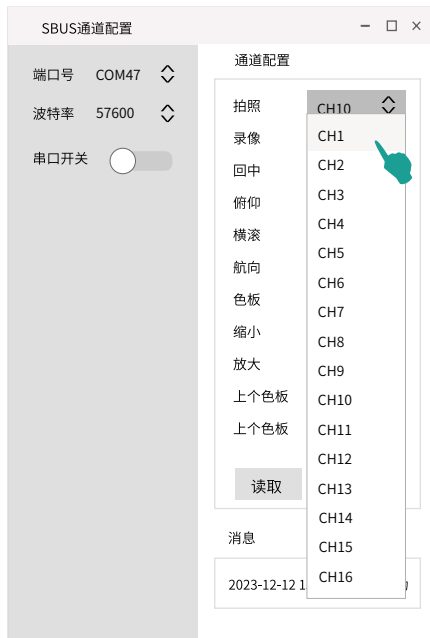 SBUS通道配置
端口号 COM47
波特率 57600
串口开关
通道配置
拍照 CH10
录像
回中
俯仰
横滚
航向
色板
缩小
放大
上个色板
上个色板
CH1
CH2
CH3
CH4
CH5
CH6
CH7
CH8
CH9
CH10
CH11
CH12
CH13
CH14
CH15
CH16
读取
消息
2023-12-12 1